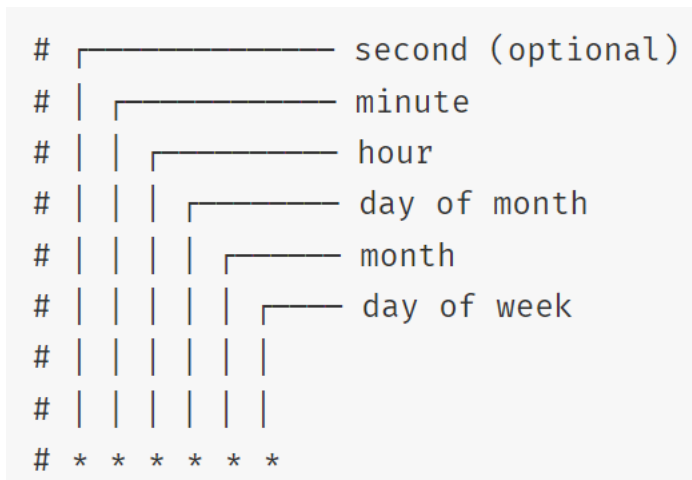 # ┌────────────── second (optional)
# │ ┌──────────── minute
# │ │ ┌────────── hour
# │ │ │ ┌──────── day of month
# │ │ │ │ ┌────── month
# │ │ │ │ │ ┌──── day of week
# │ │ │ │ │ │
# │ │ │ │ │ │
# * * * * * *